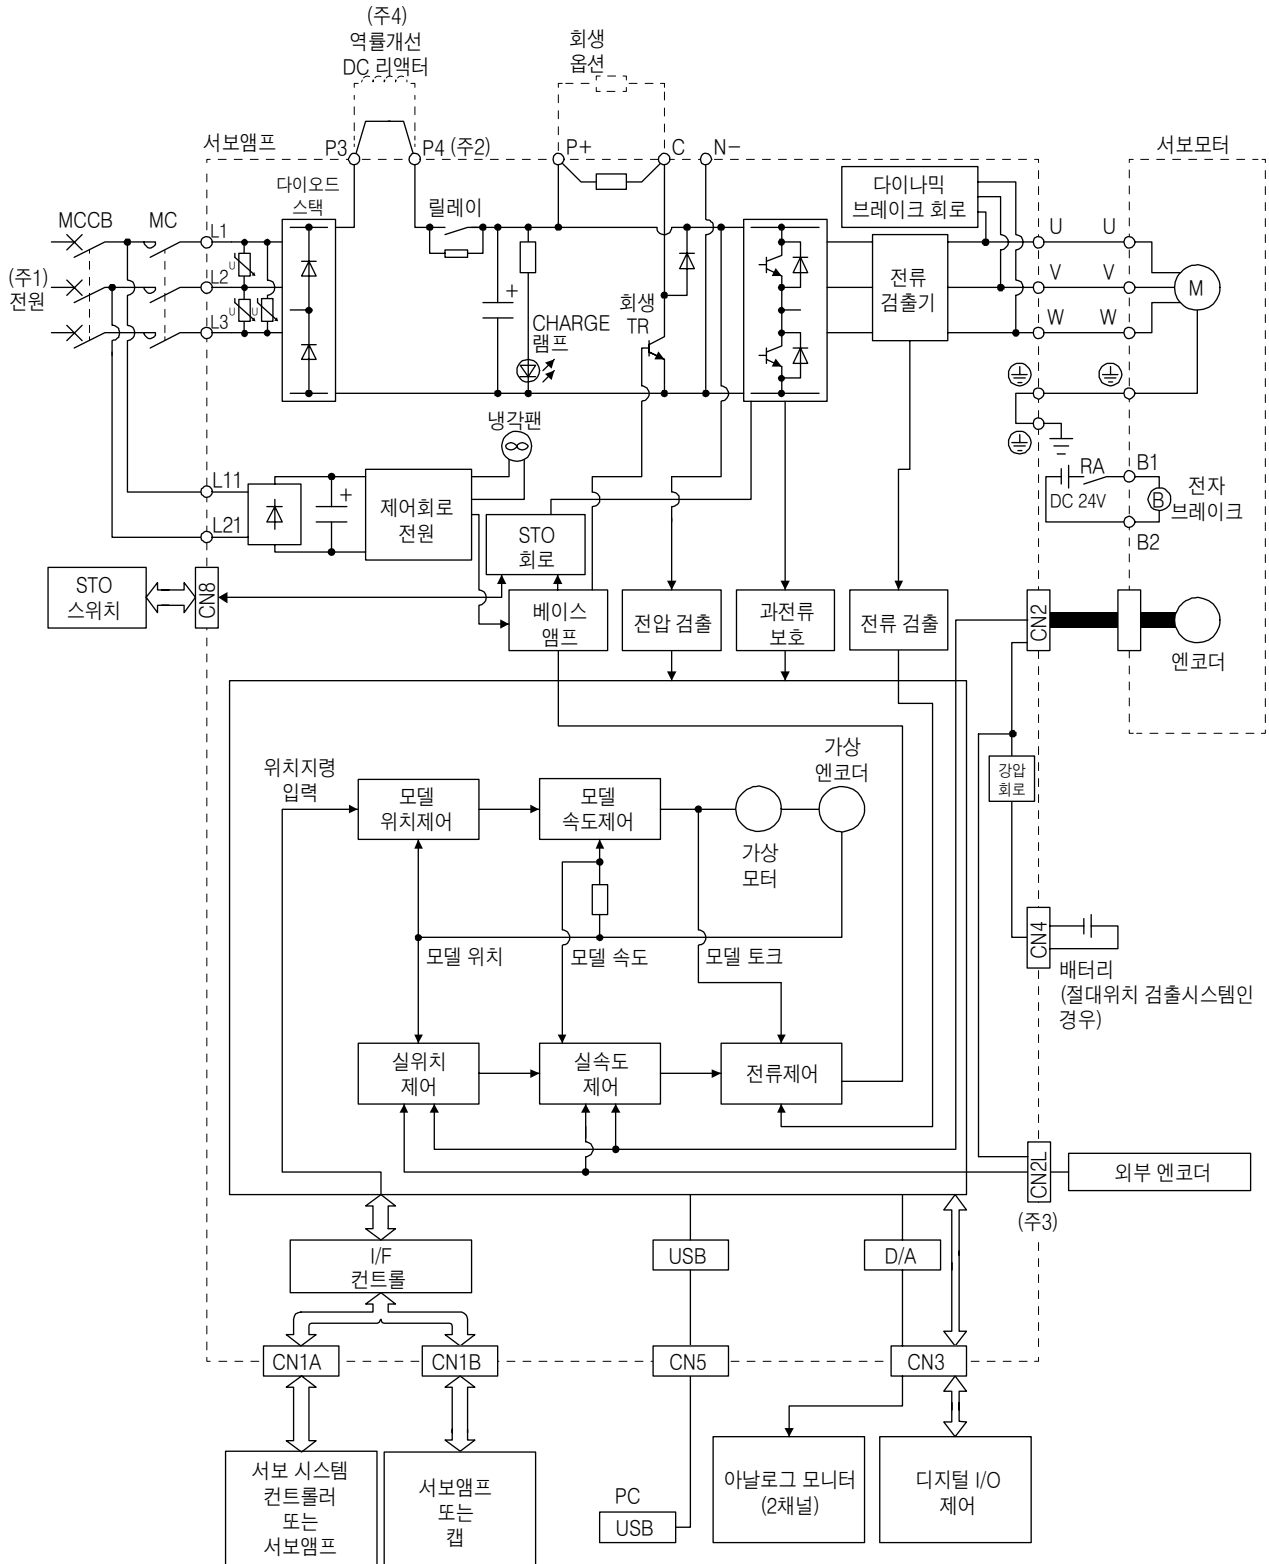 (주4)
역률개선
DC 리액터
회생
옵션
서보앰프
P3
P4 (주2)
P+
C
N−
서보모터
다이오드
스택
릴레이
다이나믹
브레이크 회로
MCCB
MC
L1
L2
L3
U
U
U
(주1)
전원
+
CHARGE
램프
회생
TR
전류
검출기
U
V
W
U
V
W
M
냉각팬
L11
L21
+
제어회로
전원
STO
회로
RA
DC 24V
B1
B
B2
전자
브레이크
STO
스위치
CN8
베이스
앰프
전압 검출
과전류
보호
전류 검출
CN2
엔코더
위치지령
입력
모델
위치제어
모델
속도제어
가상
엔코더
가상
모터
강압
회로
모델 위치
모델 속도
모델 토크
CN4
배터리
(절대위치 검출시스템인
경우)
실위치
제어
실속도
제어
전류제어
CN2L
외부 엔코더
(주3)
I/F
컨트롤
USB
D/A
CN1A
CN1B
CN5
CN3
서보 시스템
컨트롤러
또는
서보앰프
서보앰프
또는
캡
PC
USB
아날로그 모니터
(2채널)
디지털 I/O
제어